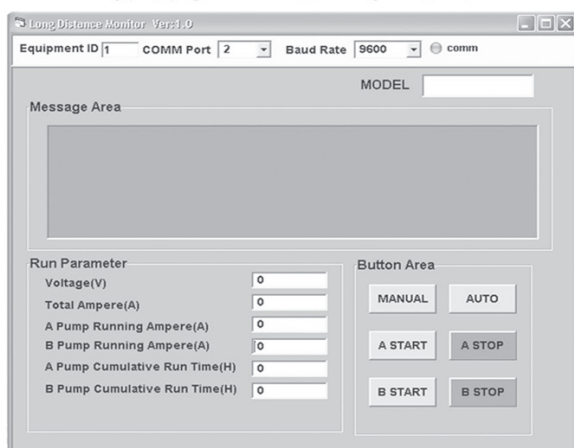 Long Distance Monitor Ver:1.0
Equipment ID 1 COMM Port 2 Baud Rate 9600 comm
MODEL
Message Area
Run Parameter
Voltage(V) 0
Total Ampere(A) 0
A Pump Running Ampere(A) 0
B Pump Running Ampere(A) 0
A Pump Cumulative Run Time(H) 0
B Pump Cumulative Run Time(H) 0
Button Area
MANUAL AUTO
A START A STOP
B START B STOP